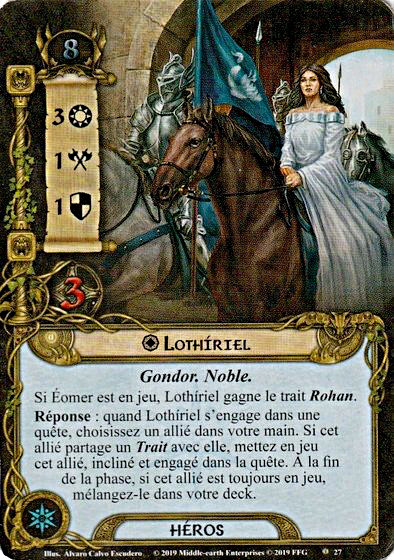 8
3
1
1
3
Lothíriel
Gondor. Noble.
Si Éomer est en jeu, Lothíriel gagne le trait Rohan.
Réponse : quand Lothíriel s'engage dans une
quête, choisissez un allié dans votre main. Si cet
allié partage un Trait avec elle, mettez en jeu
cet allié, incliné et engagé dans la quête. À la fin
de la phase, si cet allié est toujours en jeu,
mélangez-le dans votre deck.
HÉROS
Illus. Álvaro Calvo Escudero © 2019 Middle-earth Enterprises © 2019 FFG 27